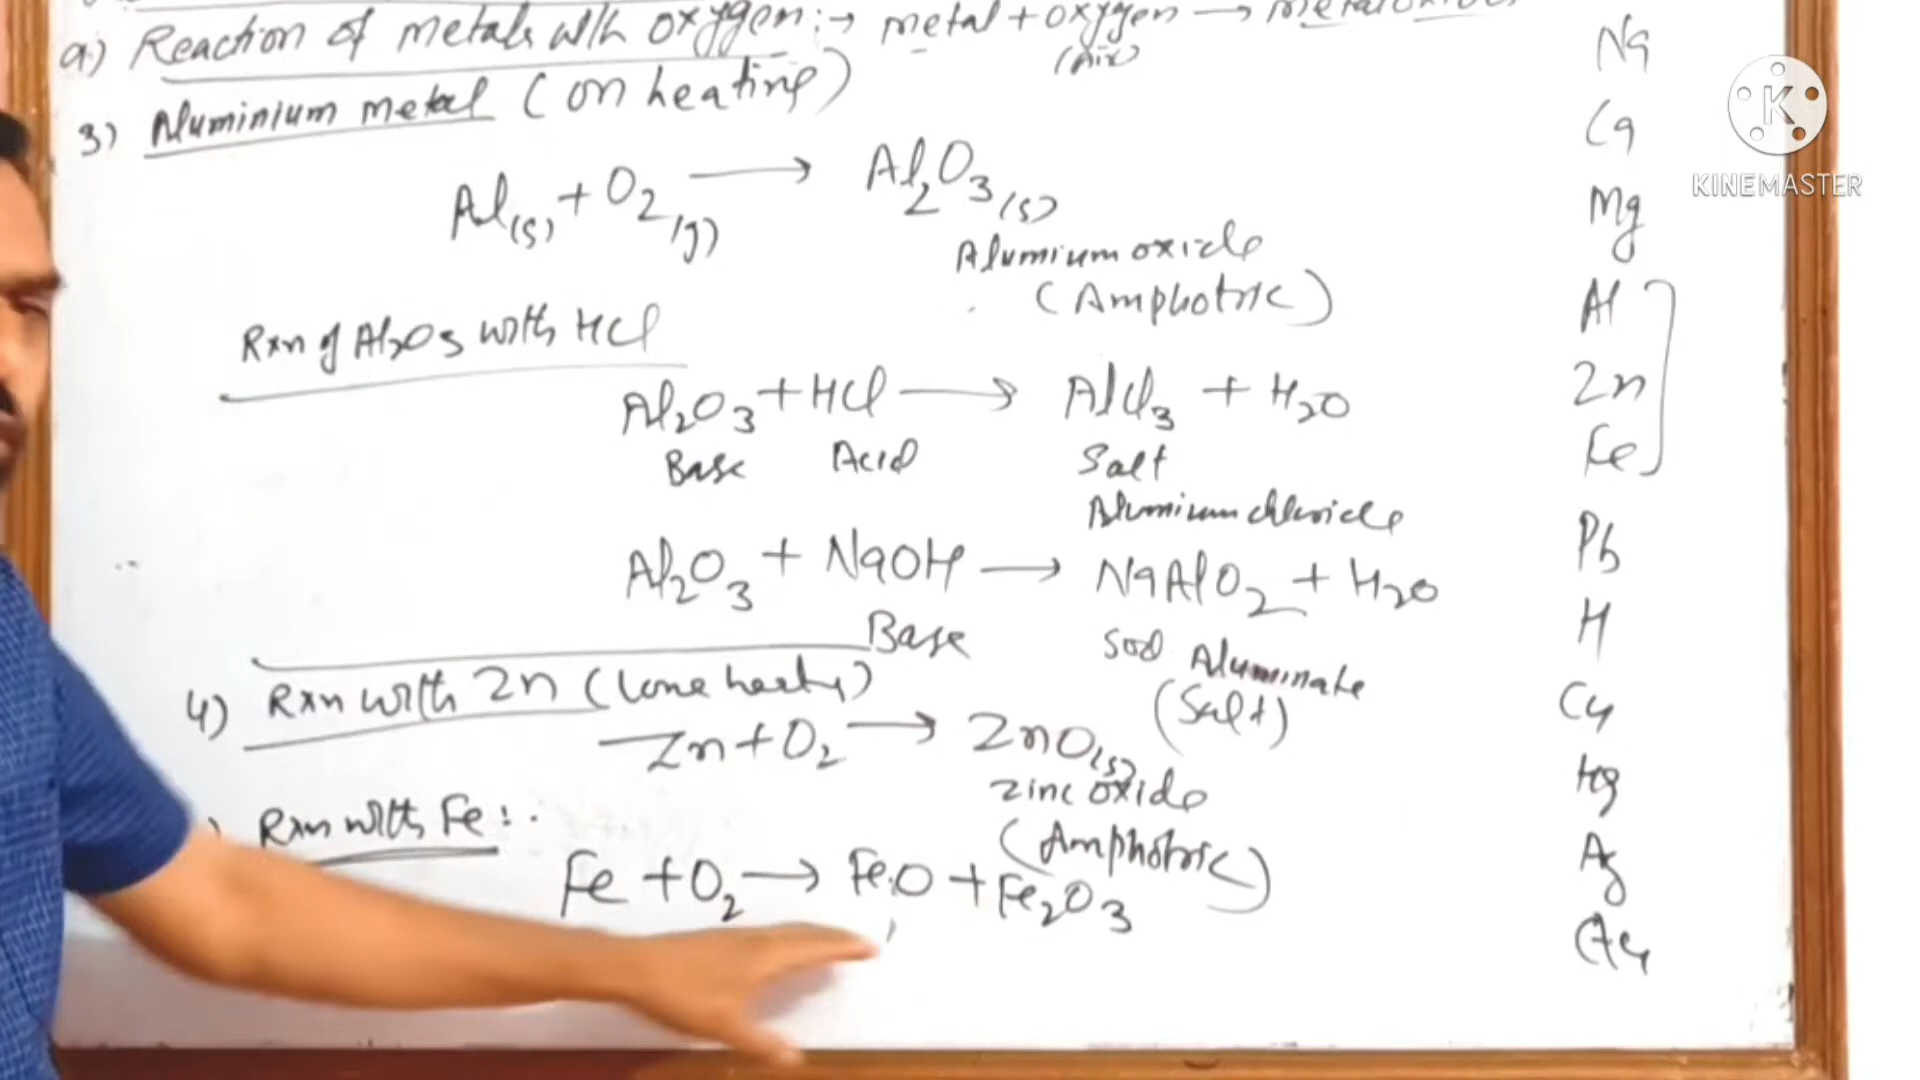 a.) Reaction of metals with oxygen :→ metal + oxygen →
(Air)
3) Aluminium metal (on heating)
Al(s) + O2(g) → Al2O3(s)
Aluminium oxide
(Amphotric)
Rxn of Al2O3 with HCl
Al2O3 + HCl → AlCl3 + H2O
Base Acid Salt
Aluminium chloride
Al2O3 + NaOH → NaAlO2 + H2O
Base Sod Aluminate
(Salt)
4) Rxn with Zn
Zn + O2 → ZnO(s)
Zinc oxide
(Amphotric)
Rxn with Fe :.
Fe + O2 → FeO + Fe2O3
Na
Ca
Mg
Al
Zn
Fe
Pb
H
Cu
Hg
Ag
Au
K
KINEMASTER